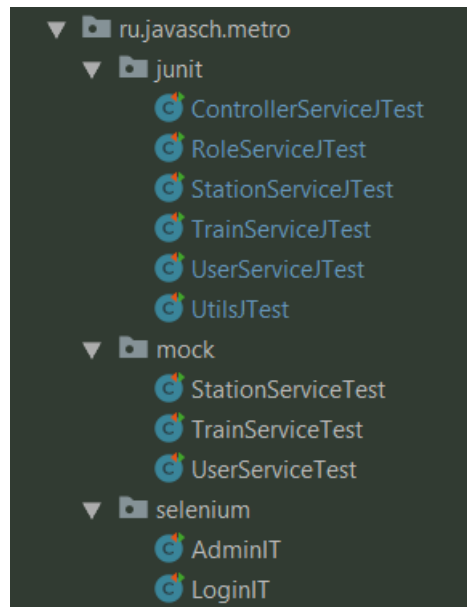 ru.javasch.metro
junit
ControllerServiceJTest
RoleServiceJTest
StationServiceJTest
TrainServiceJTest
UserServiceJTest
UtilsJTest
mock
StationServiceTest
TrainServiceTest
UserServiceTest
selenium
AdminIT
LoginIT